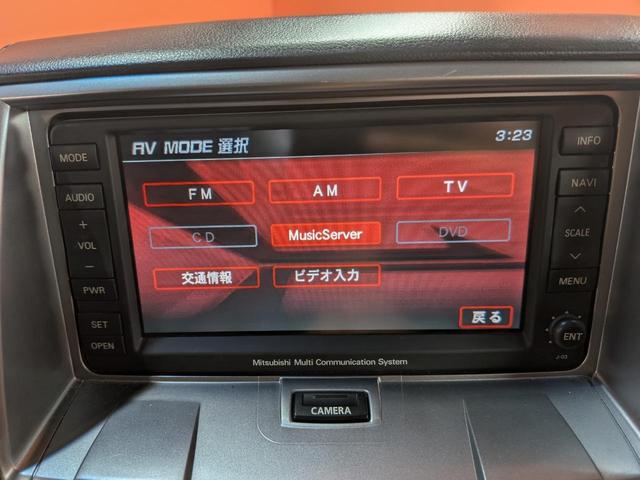 AV MODE 選択
3:23
FM
AM
TV
CD
MusicServer
DVD
交通情報
ビデオ入力
戻る
MODE
AUDIO
+
VOL
−
PWR
SET
OPEN
INFO
NAVI
SCALE
MENU
ENT
J-03
Mitsubishi Multi Communication System
CAMERA